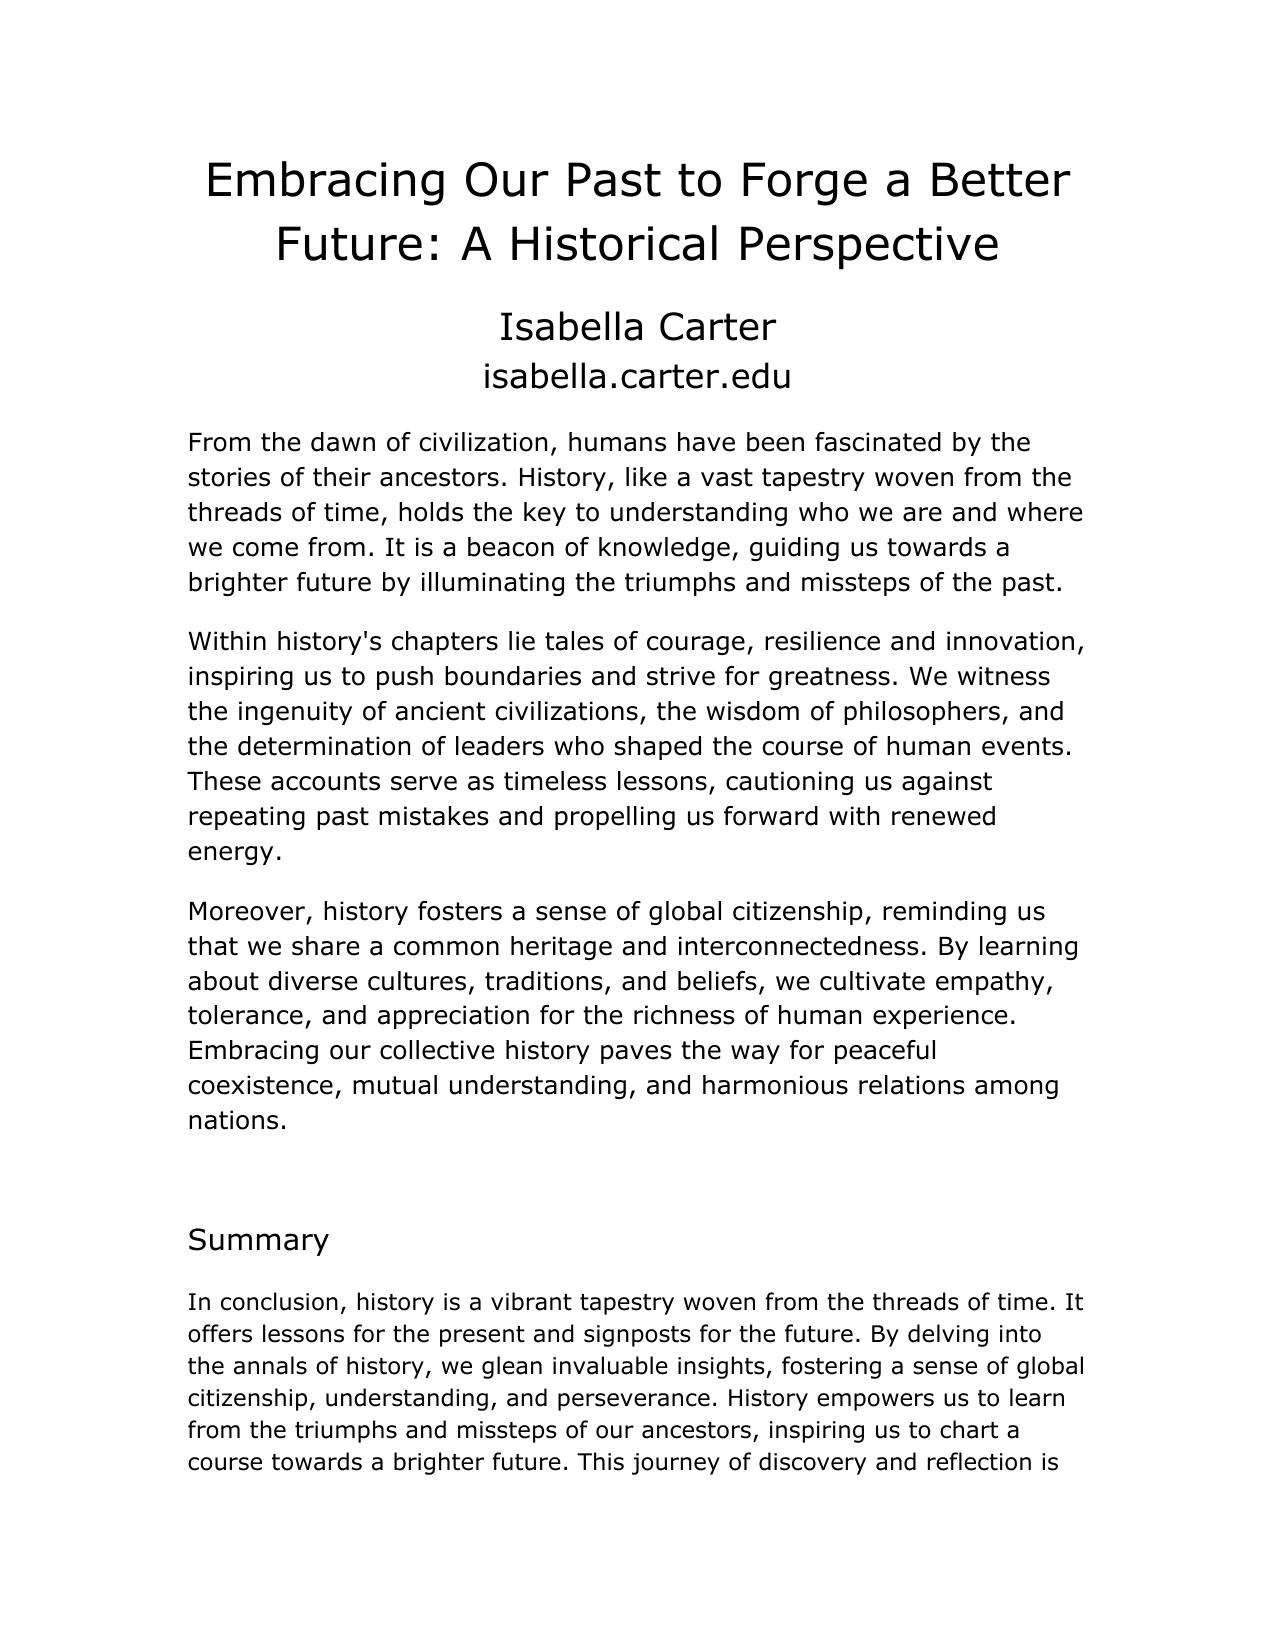 Embracing Our Past to Forge a Better
Future: A Historical Perspective
Isabella Carter
isabella.carter.edu
From the dawn of civilization, humans have been fascinated by the
stories of their ancestors. History, like a vast tapestry woven from the
threads of time, holds the key to understanding who we are and where
we come from. It is a beacon of knowledge, guiding us towards a
brighter future by illuminating the triumphs and missteps of the past.
Within history's chapters lie tales of courage, resilience and innovation,
inspiring us to push boundaries and strive for greatness. We witness
the ingenuity of ancient civilizations, the wisdom of philosophers, and
the determination of leaders who shaped the course of human events.
These accounts serve as timeless lessons, cautioning us against
repeating past mistakes and propelling us forward with renewed
energy.
Moreover, history fosters a sense of global citizenship, reminding us
that we share a common heritage and interconnectedness. By learning
about diverse cultures, traditions, and beliefs, we cultivate empathy,
tolerance, and appreciation for the richness of human experience.
Embracing our collective history paves the way for peaceful
coexistence, mutual understanding, and harmonious relations among
nations.
Summary
In conclusion, history is a vibrant tapestry woven from the threads of time. It
offers lessons for the present and signposts for the future. By delving into
the annals of history, we glean invaluable insights, fostering a sense of global
citizenship, understanding, and perseverance. History empowers us to learn
from the triumphs and missteps of our ancestors, inspiring us to chart a
course towards a brighter future. This journey of discovery and reflection is